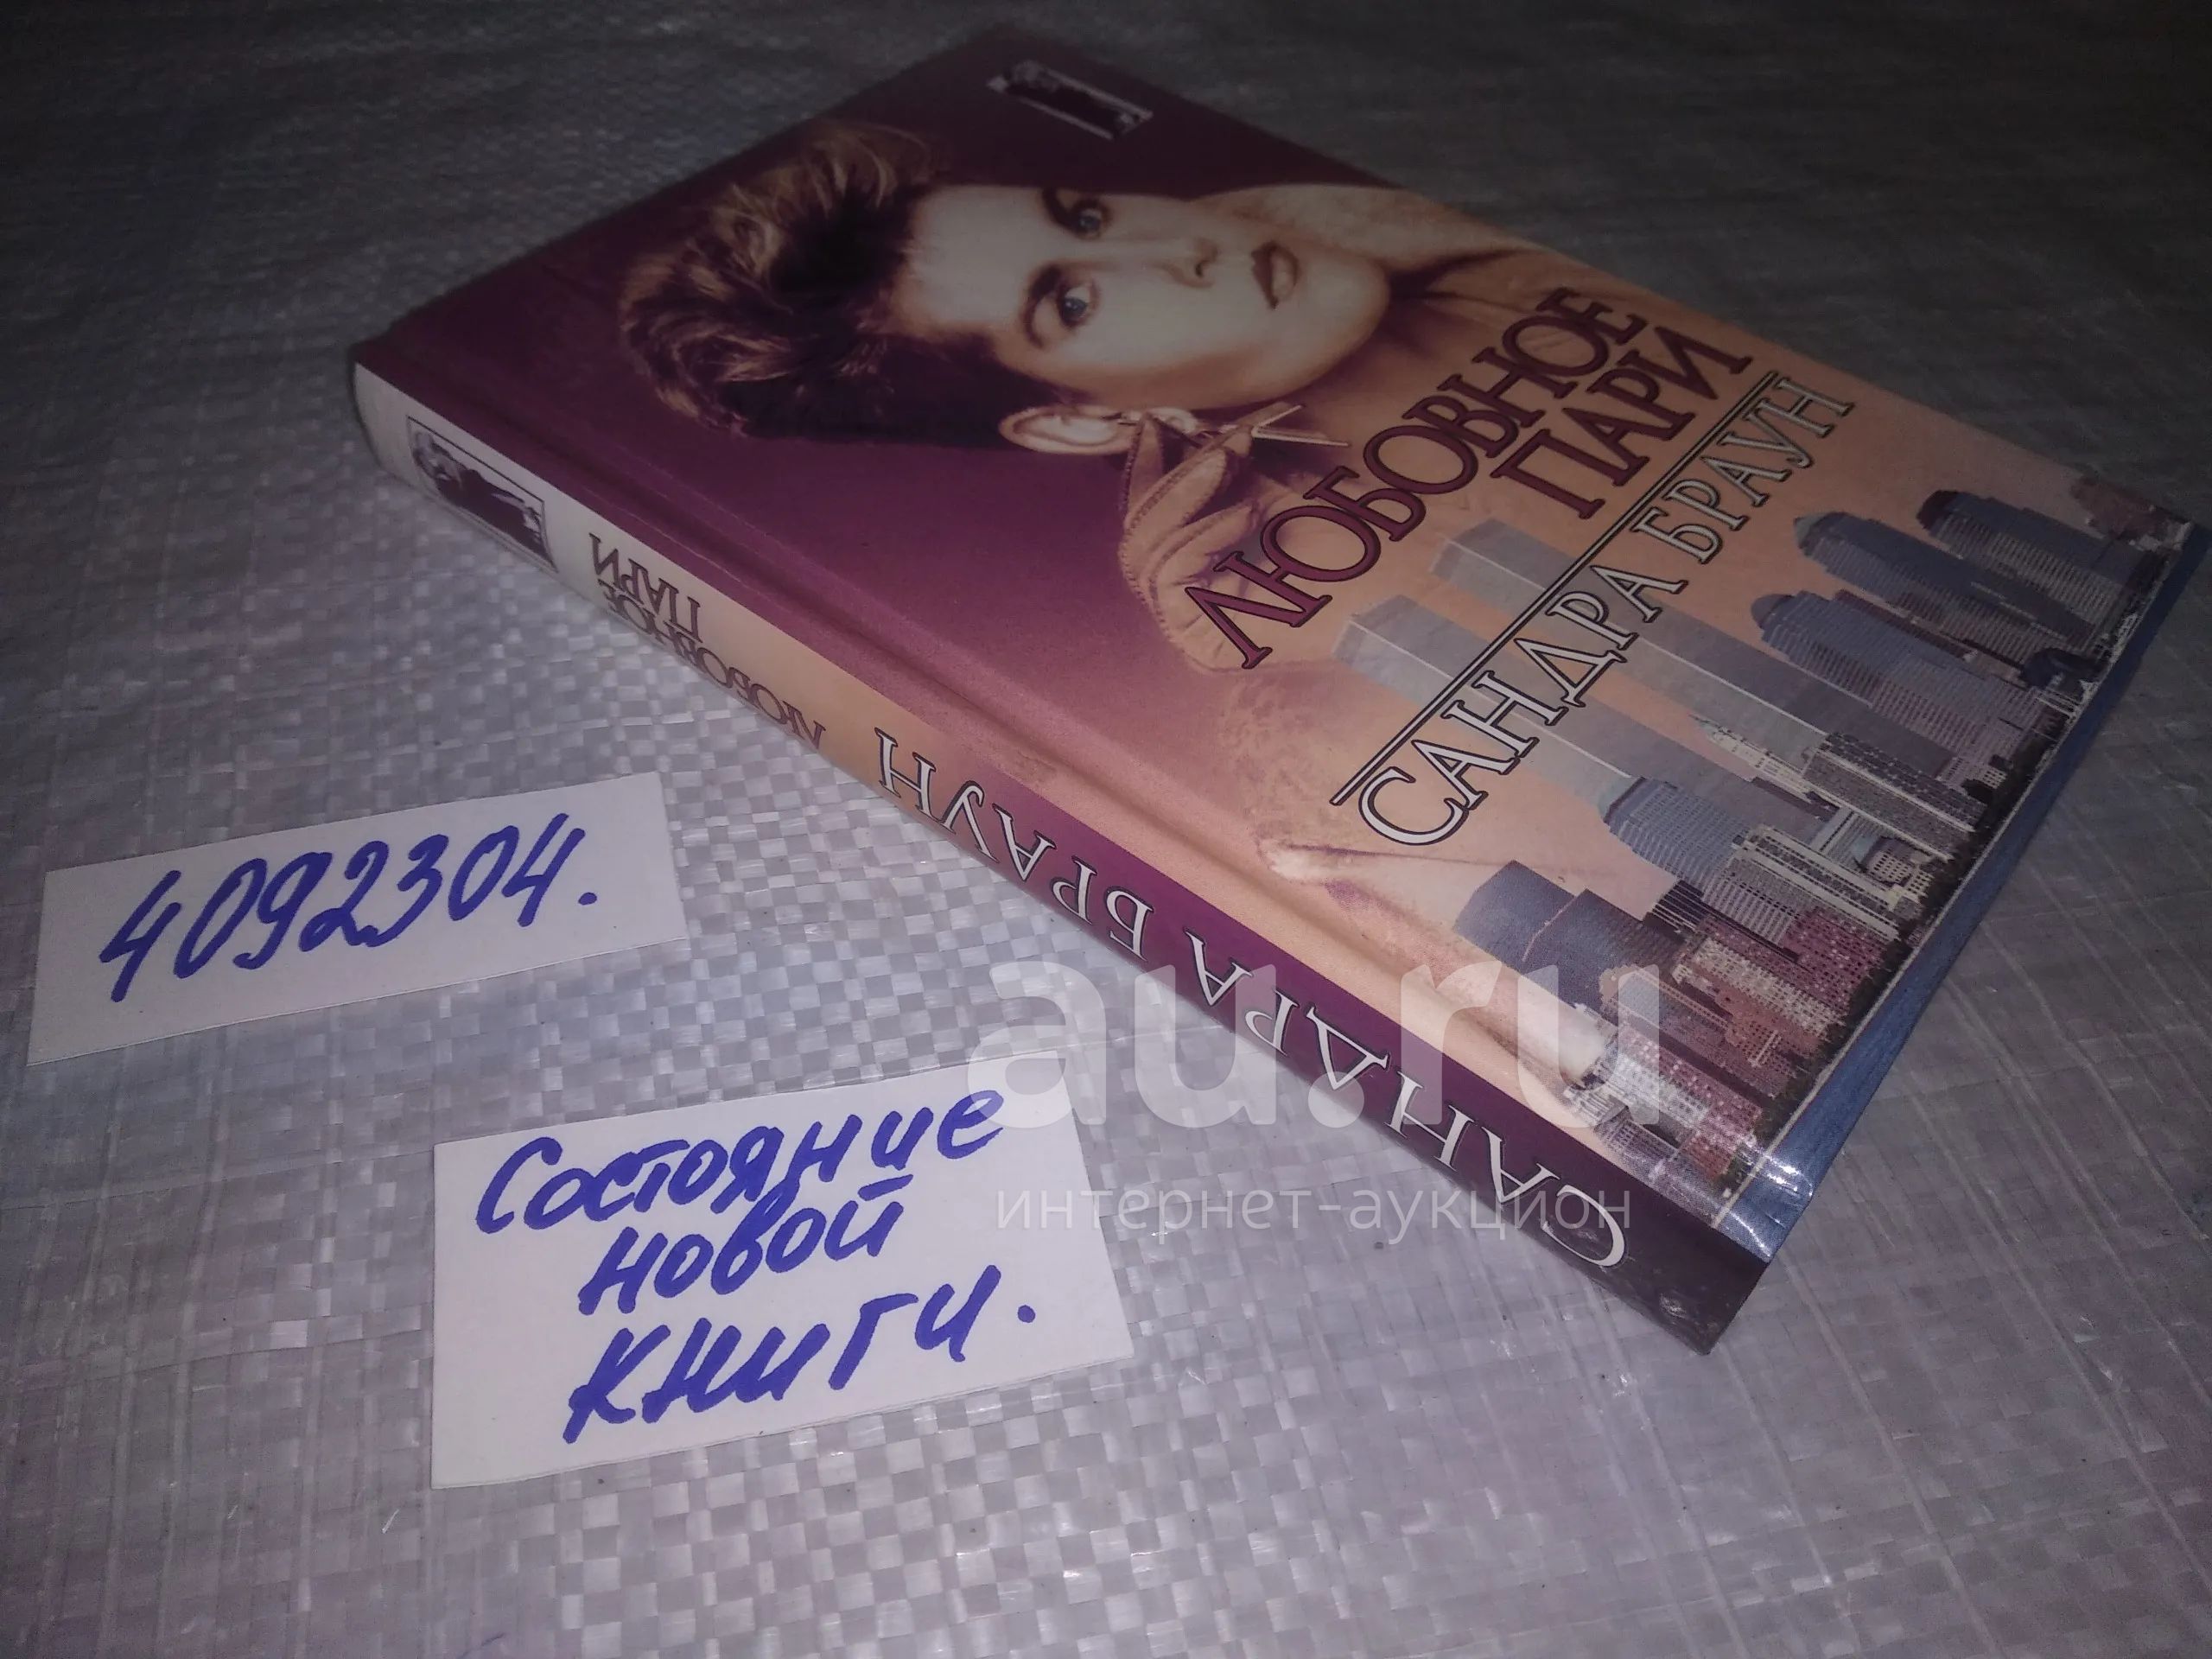 ЛЮБОВНОЕ
ПАРИ
САНДРА БРАУН
ЛЮБОВНОЕ
ПАРИ
САНДРА БРАУН
4092304.
Состояние
новой
книги.
au.ru
интернет-аукцион